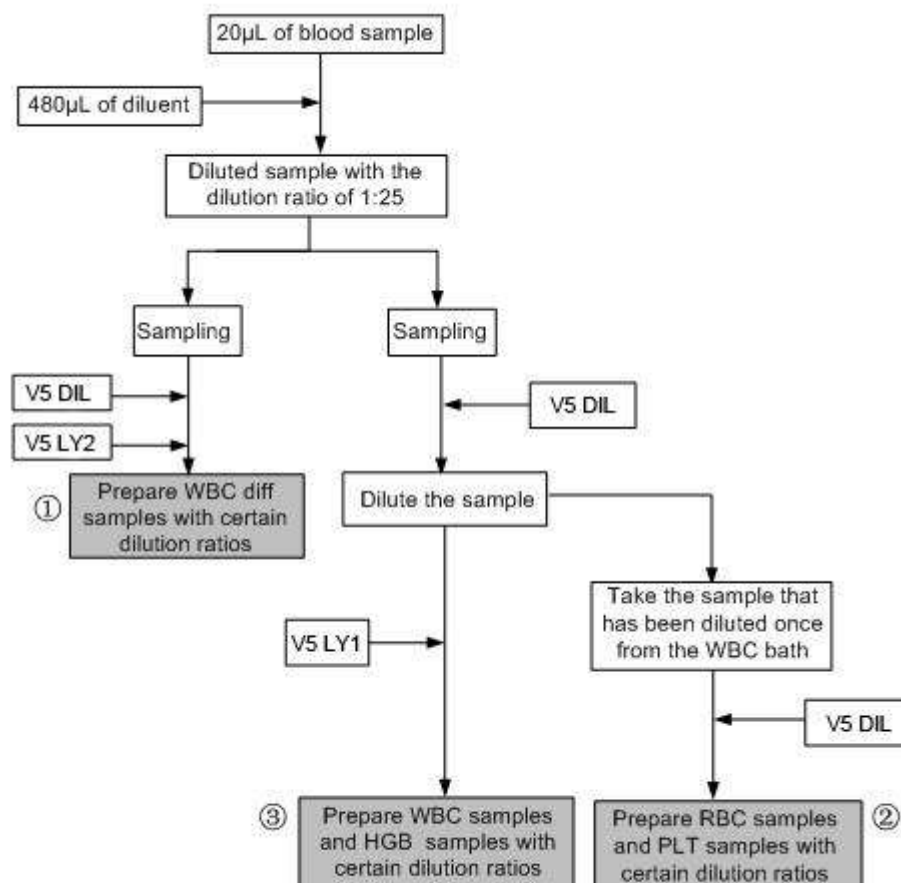 20µL of blood sample
480µL of diluent
Diluted sample with the
dilution ratio of 1:25
Sampling
Sampling
V5 DIL
V5 DIL
V5 LY2
①
Prepare WBC diff
samples with certain
dilution ratios
Dilute the sample
Take the sample that
has been diluted once
from the WBC bath
V5 LY1
V5 DIL
③
Prepare WBC samples
and HGB samples with
certain dilution ratios
Prepare RBC samples
and PLT samples with
certain dilution ratios
②